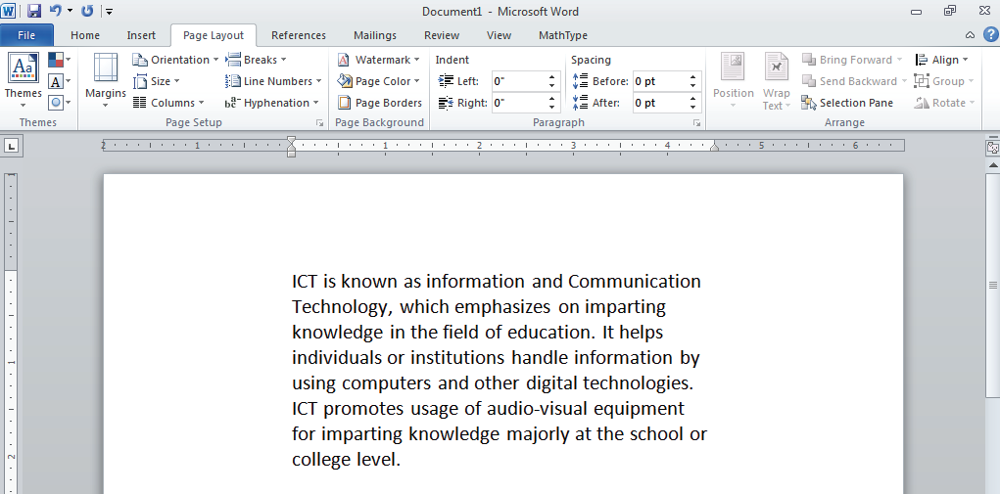 Document1 - Microsoft Word
File Home Insert Page Layout References Mailings Review View MathType
Themes
Margins
Orientation
Size
Columns
Breaks
Line Numbers
Hyphenation
Watermark
Page Color
Page Borders
Indent
Left: 0"
Right: 0"
Spacing
Before: 0 pt
After: 0 pt
Position
Wrap
Text
Bring Forward
Send Backward
Selection Pane
Align
Group
Rotate
Themes Page Setup Page Background Paragraph Arrange
2 1 1 2 3 4 5 6
ICT is known as information and Communication
Technology, which emphasizes on imparting
knowledge in the field of education. It helps
individuals or institutions handle information by
using computers and other digital technologies.
ICT promotes usage of audio-visual equipment
for imparting knowledge majorly at the school or
college level.
1
2